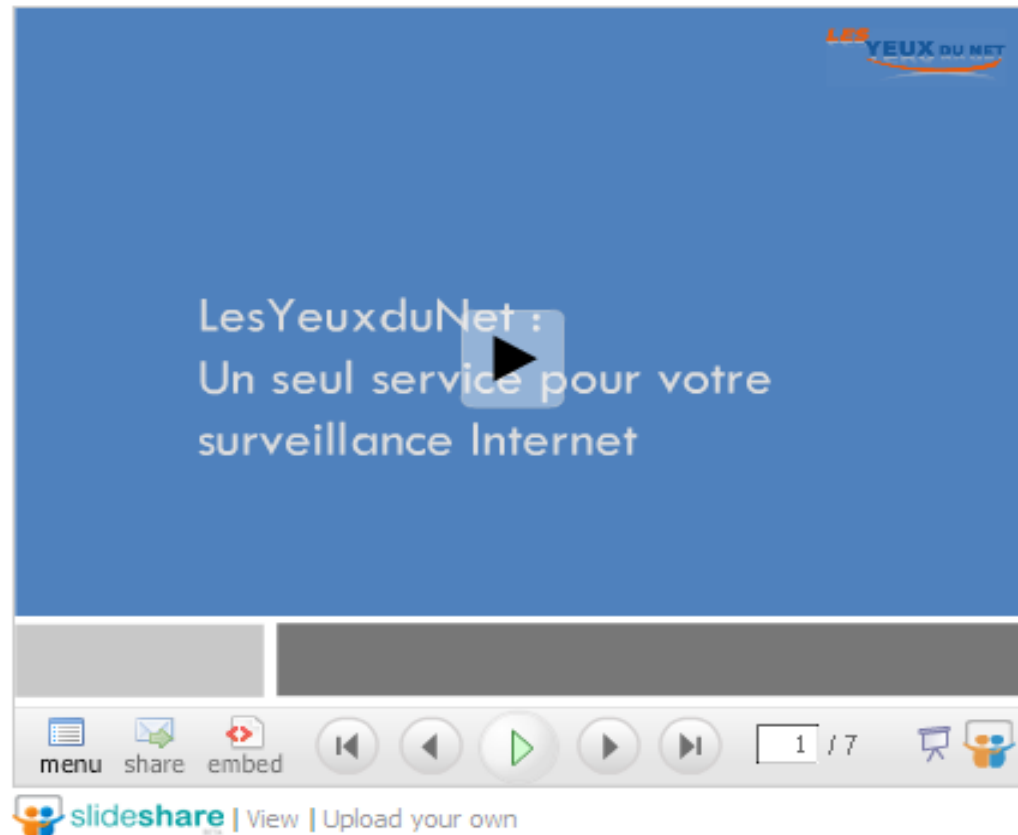 LES
YEUX DU NET
LesYeuxduNet :
Un seul service pour votre
surveillance Internet
menu share embed 1 / 7
slideshare | View | Upload your own